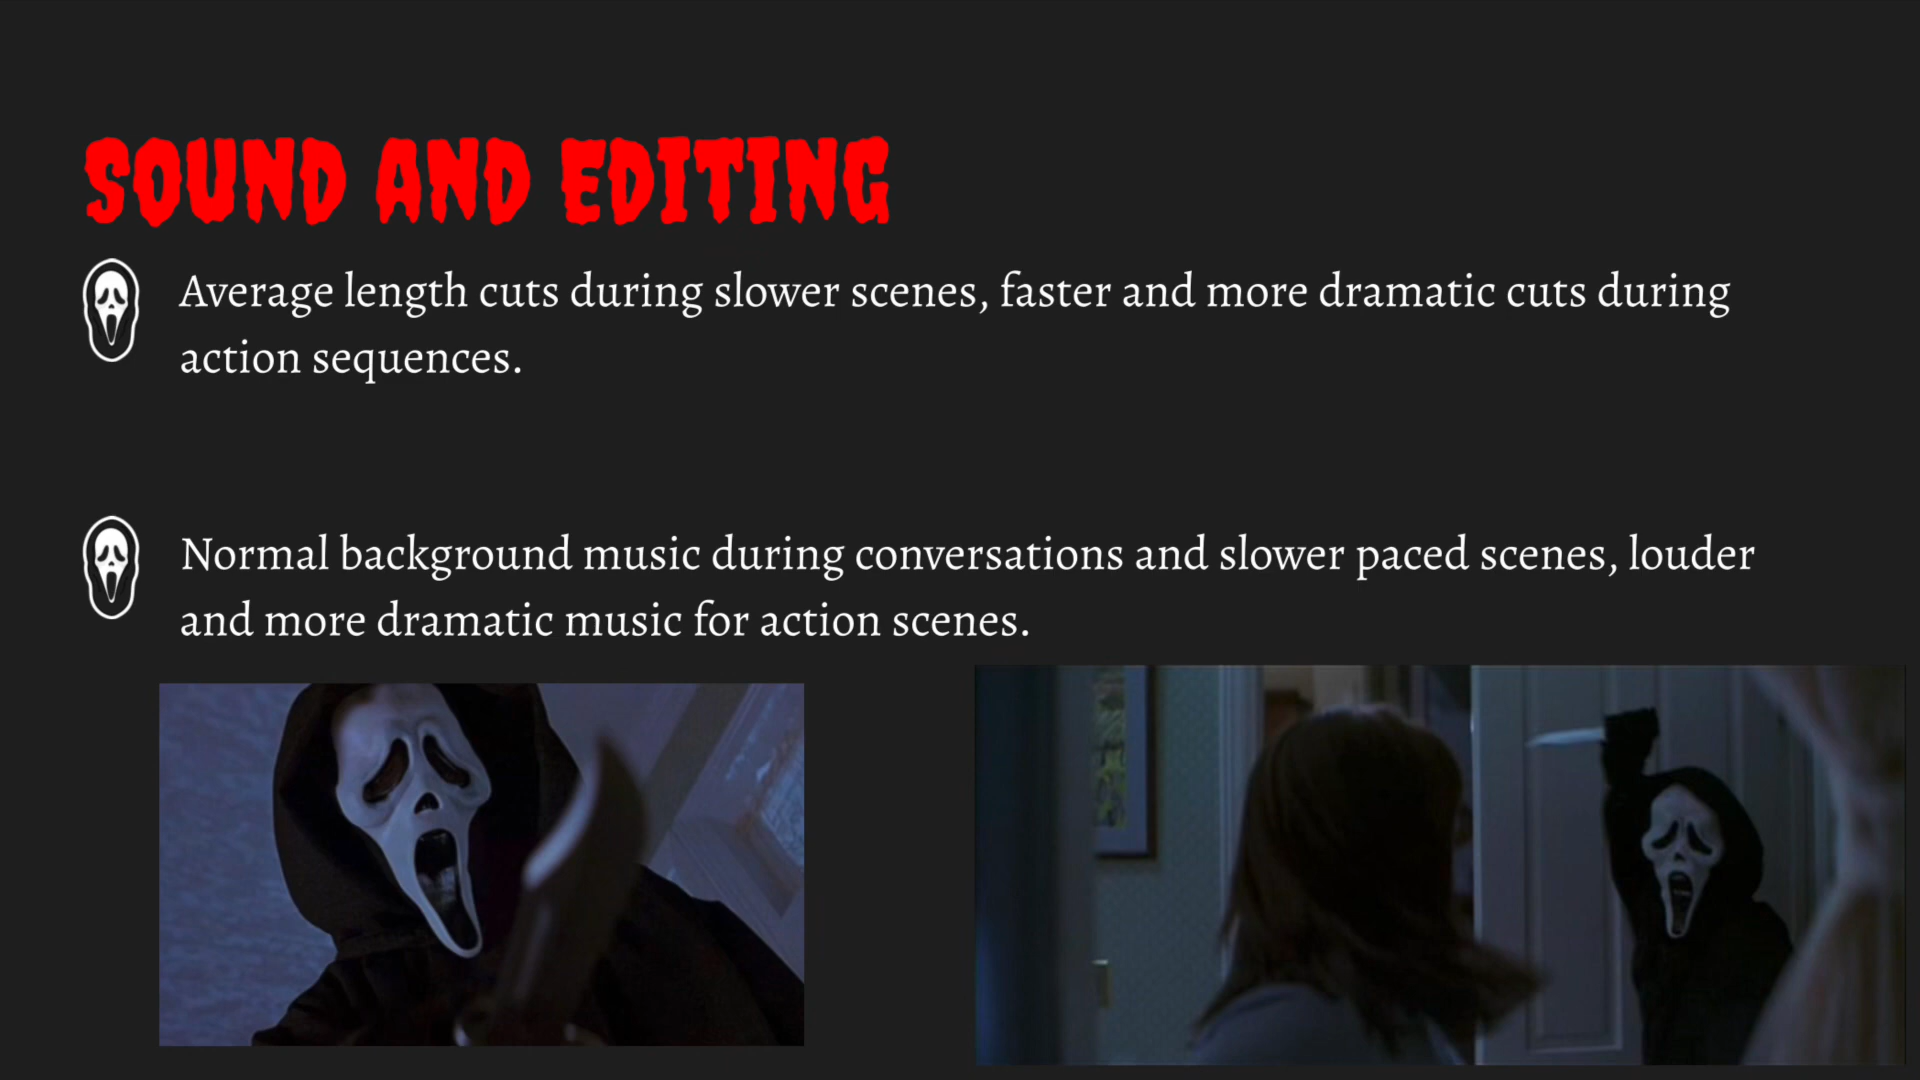 SOUND AND EDITING
Average length cuts during slower scenes, faster and more dramatic cuts during
action sequences.
Normal background music during conversations and slower paced scenes, louder
and more dramatic music for action scenes.